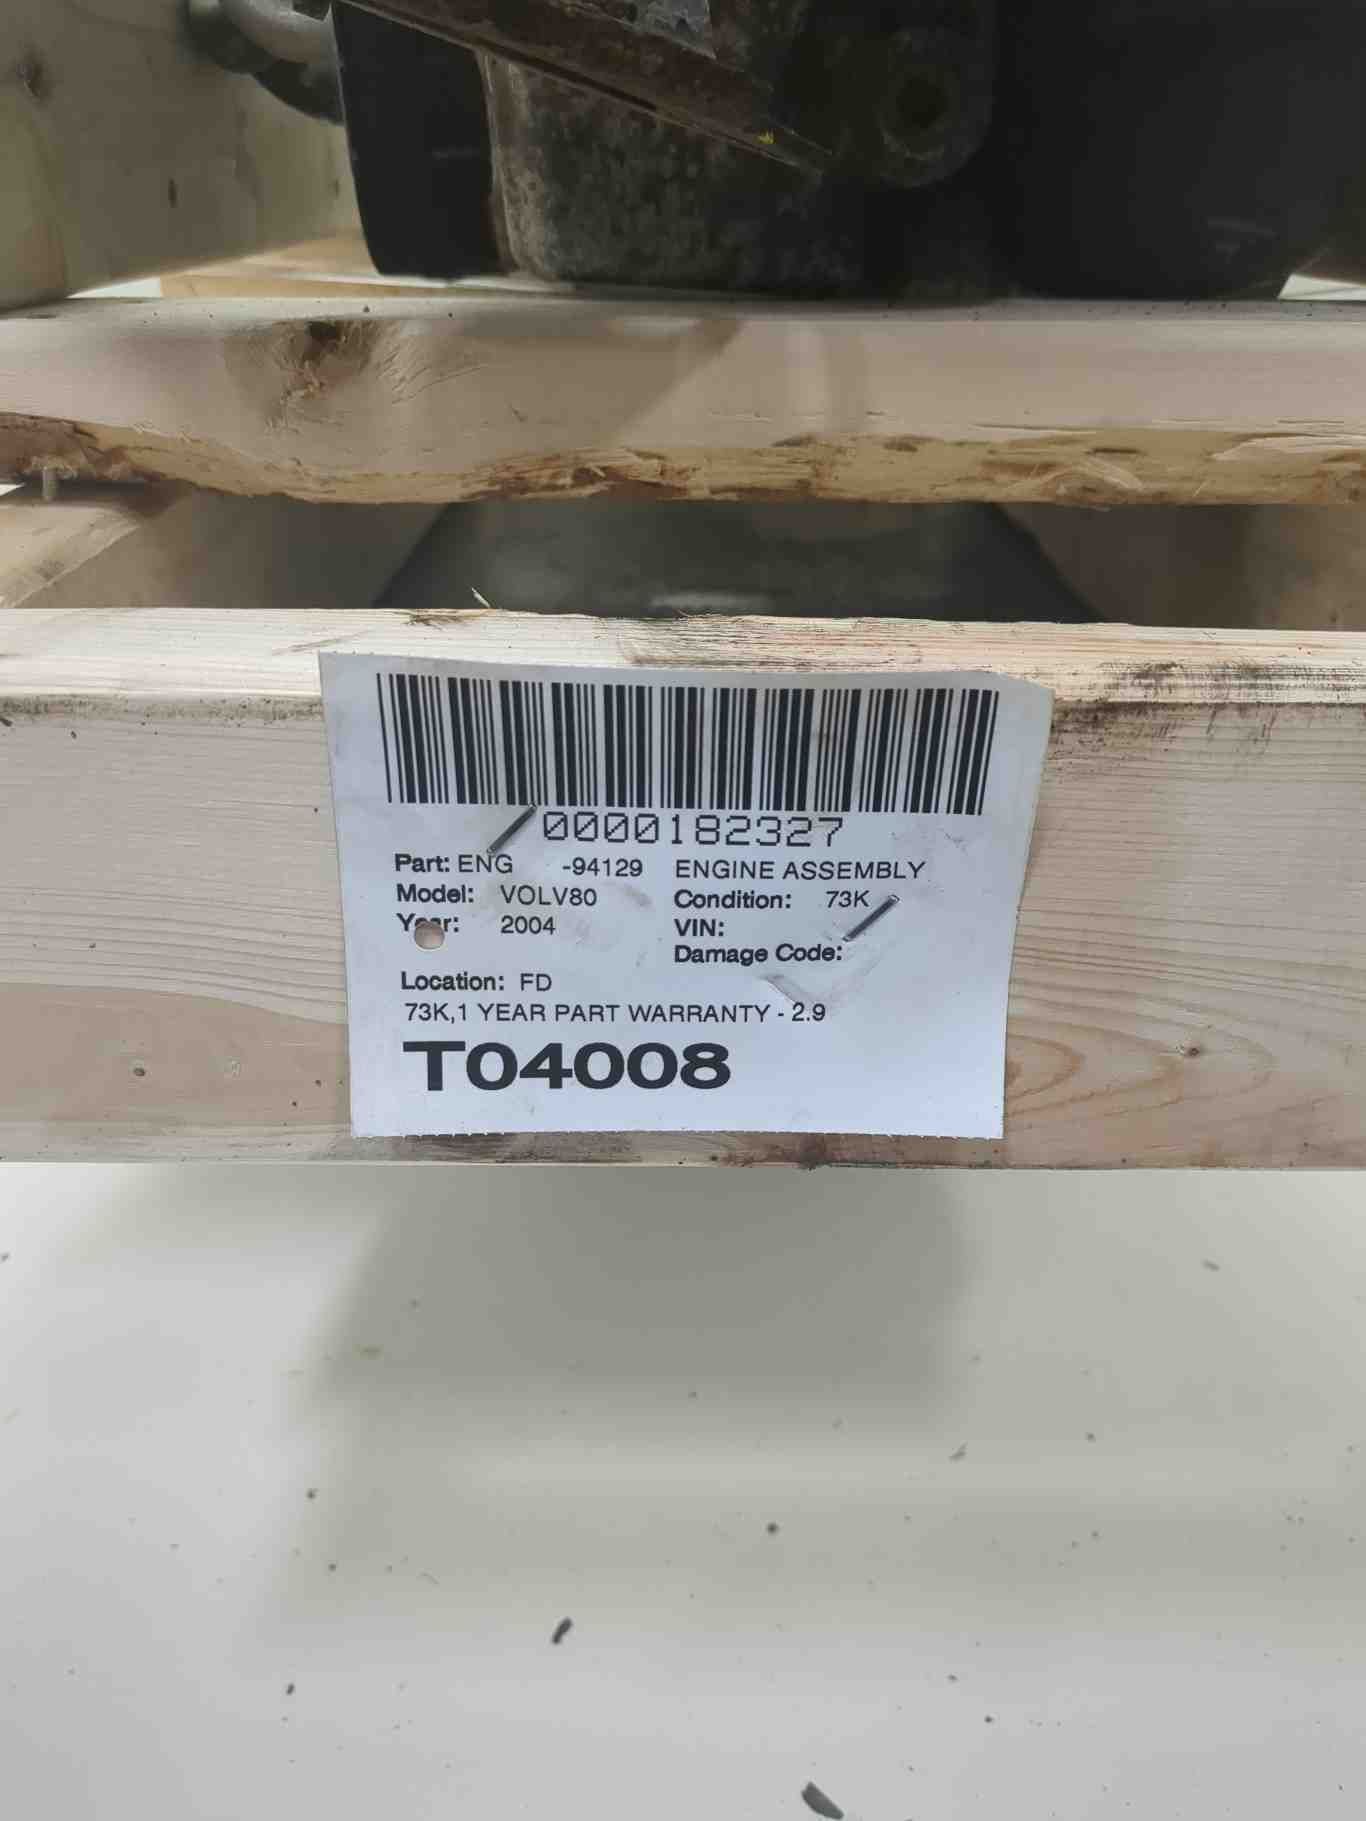 0000182327
Part: ENG -94129 ENGINE ASSEMBLY
Model: VOLV80 Condition: 73K
Year: 2004 VIN:
Damage Code:
Location: FD
73K,1 YEAR PART WARRANTY - 2.9
T04008